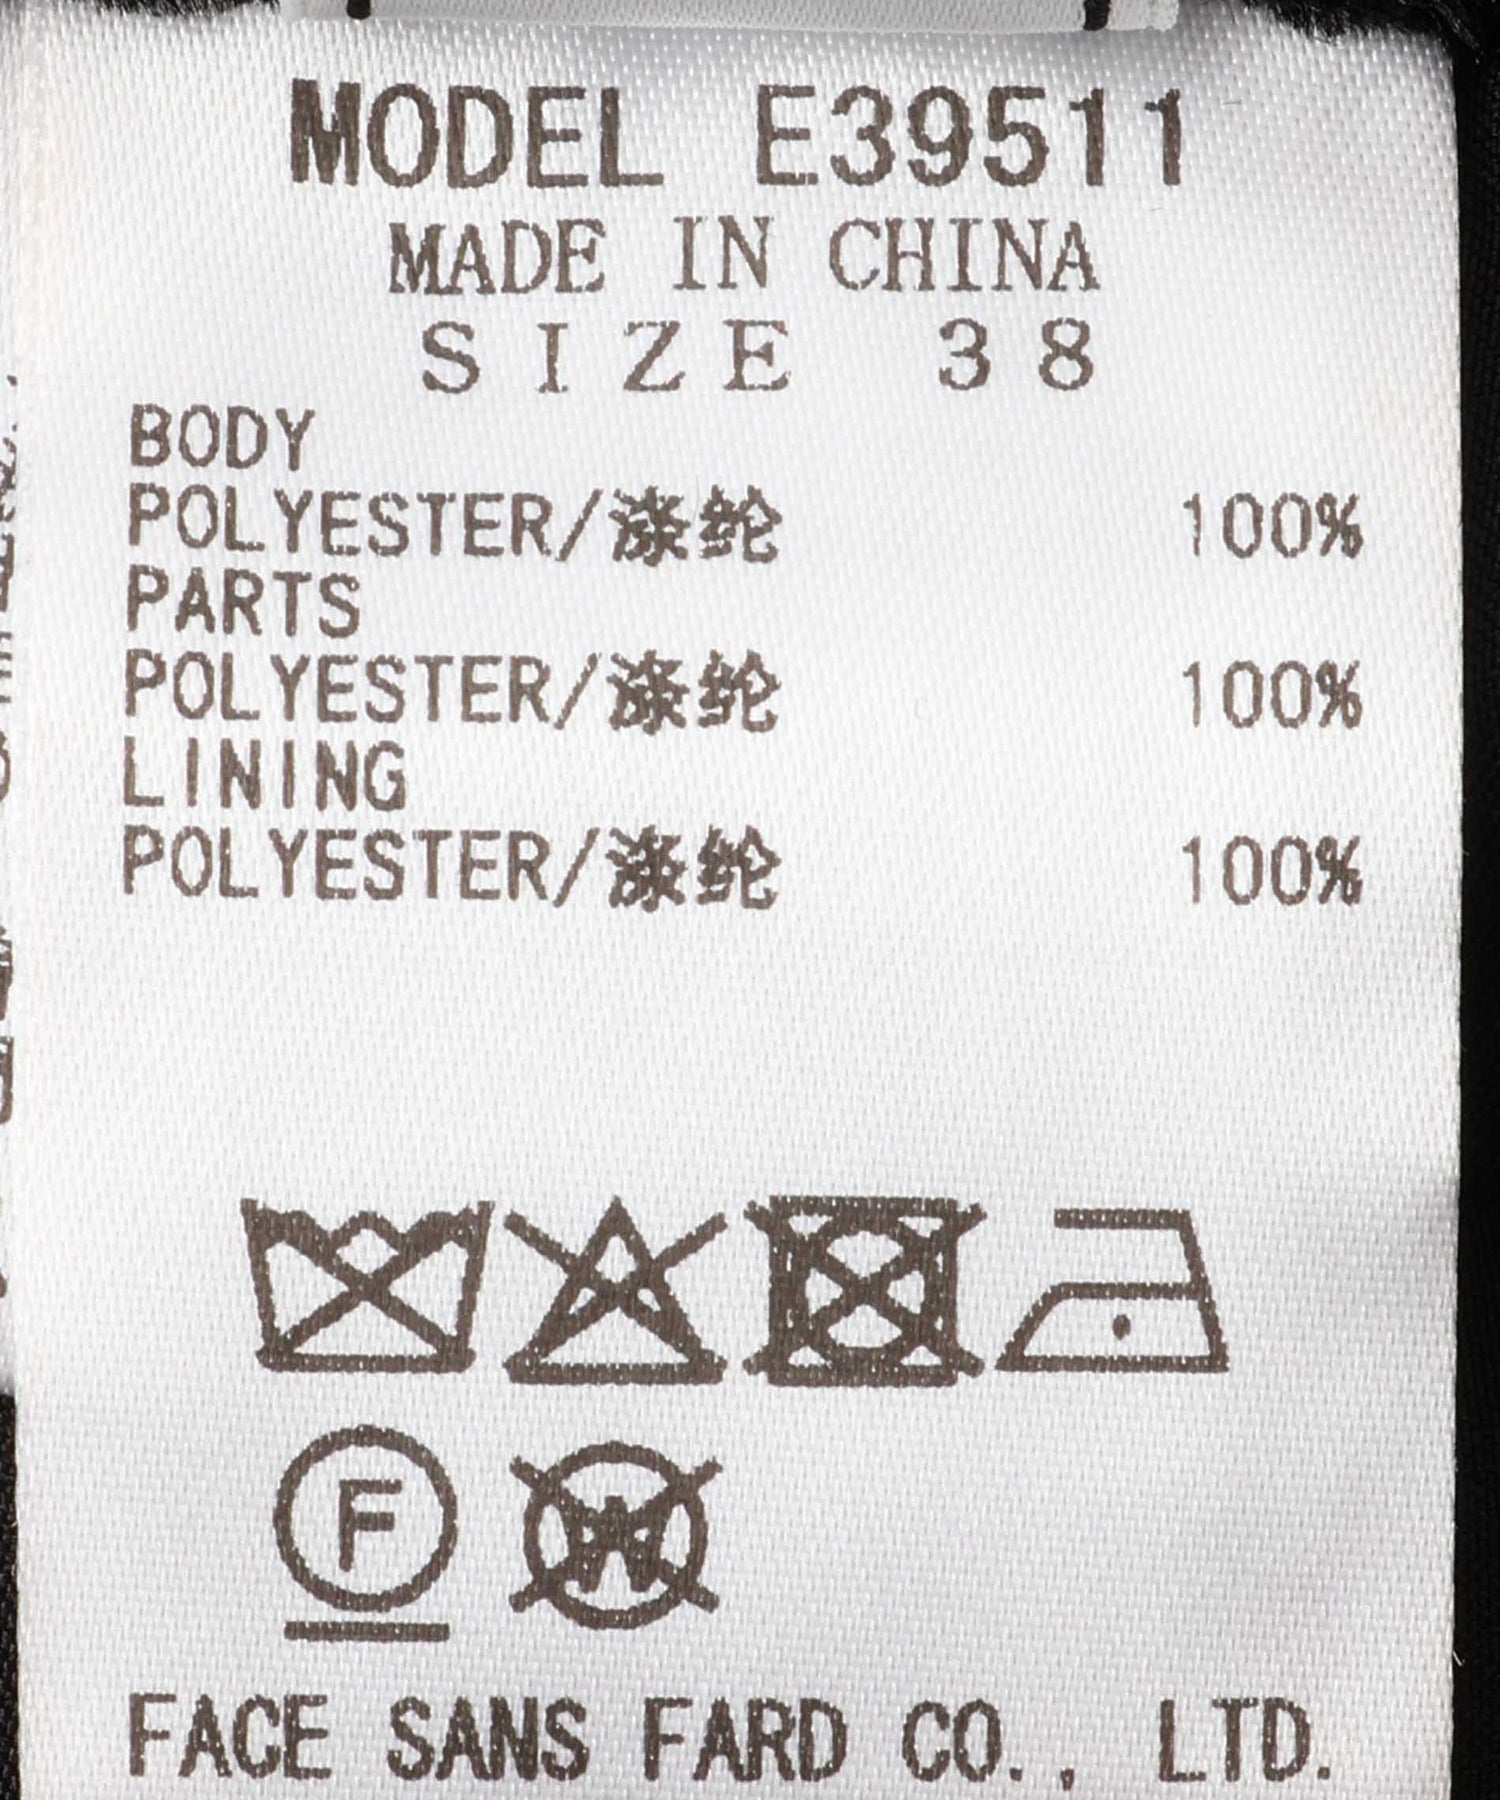 MODEL E39511
MADE IN CHINA
SIZE 38
BODY
POLYESTER/涤纶 100%
PARTS
POLYESTER/涤纶 100%
LINING
POLYESTER/涤纶 100%
F
W
FACE SANS FARD CO., LTD.